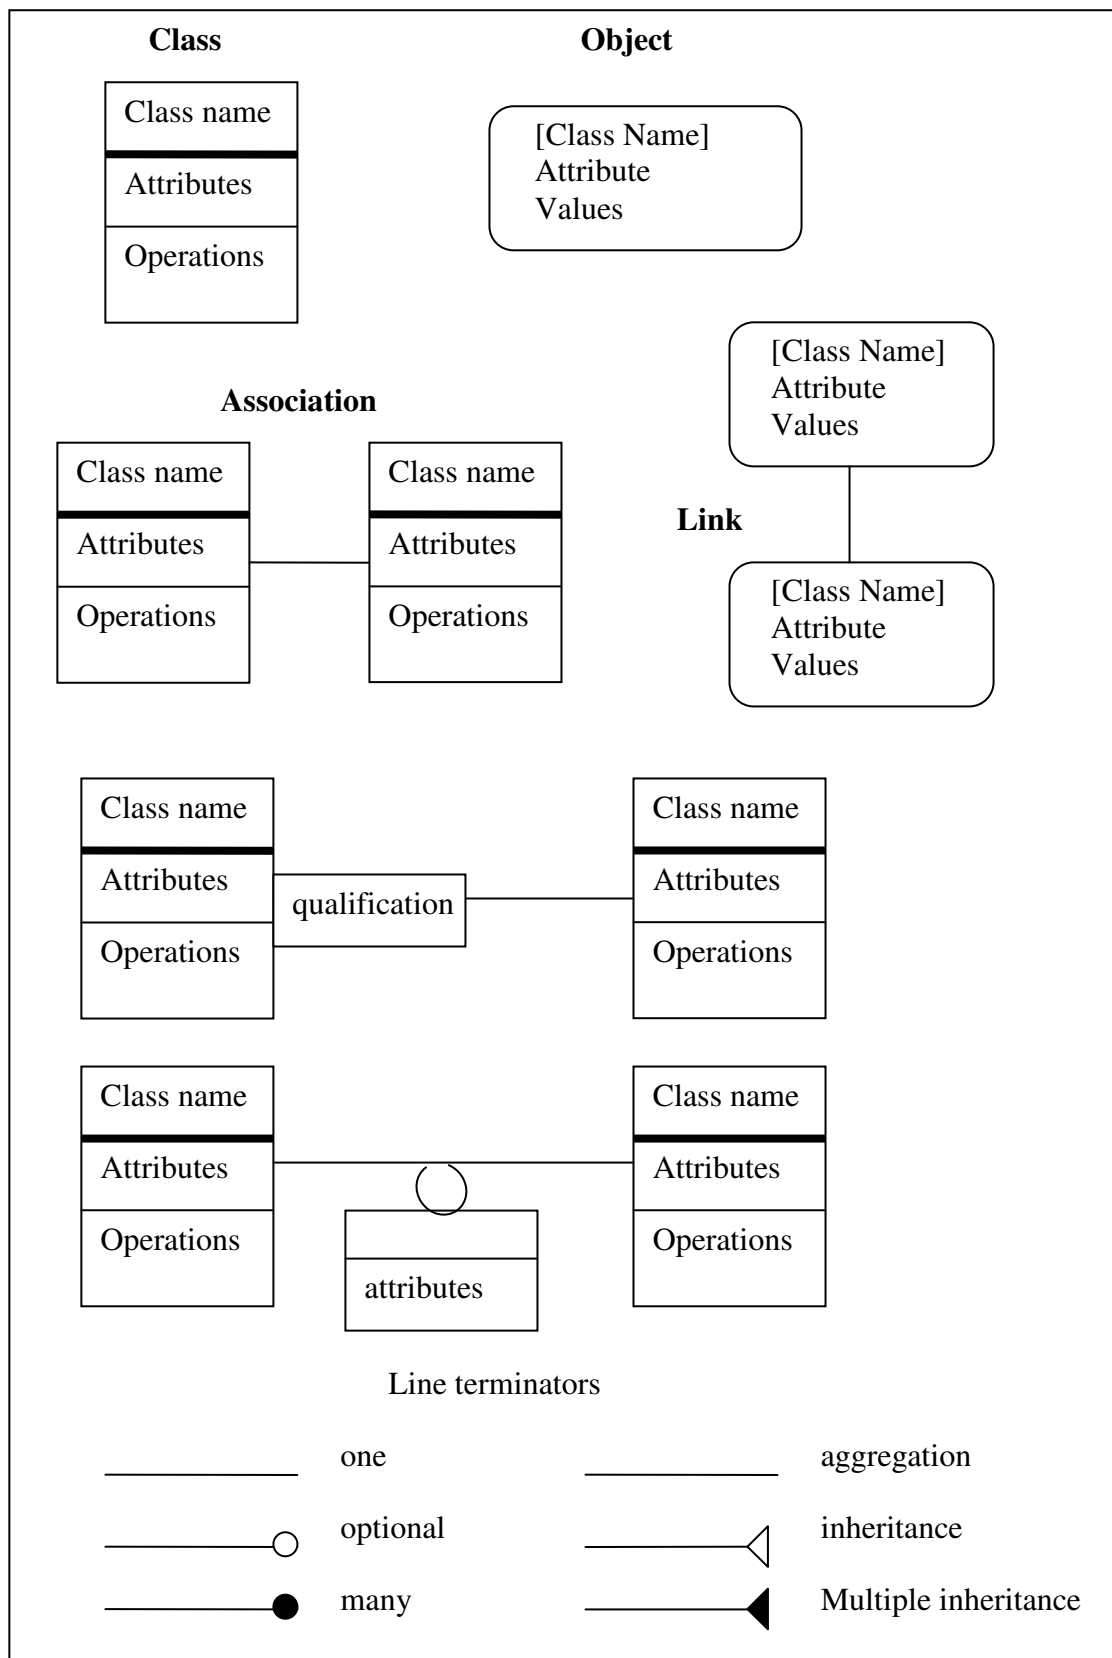 Class
Object
Class name
Attributes
Operations
[Class Name]
Attribute
Values
Association
Class name
Attributes
Operations
Class name
Attributes
Operations
[Class Name]
Attribute
Values
Link
[Class Name]
Attribute
Values
Class name
Attributes
Operations
qualification
Class name
Attributes
Operations
Class name
Attributes
Operations
attributes
Class name
Attributes
Operations
Line terminators
one
aggregation
optional
inheritance
many
Multiple inheritance